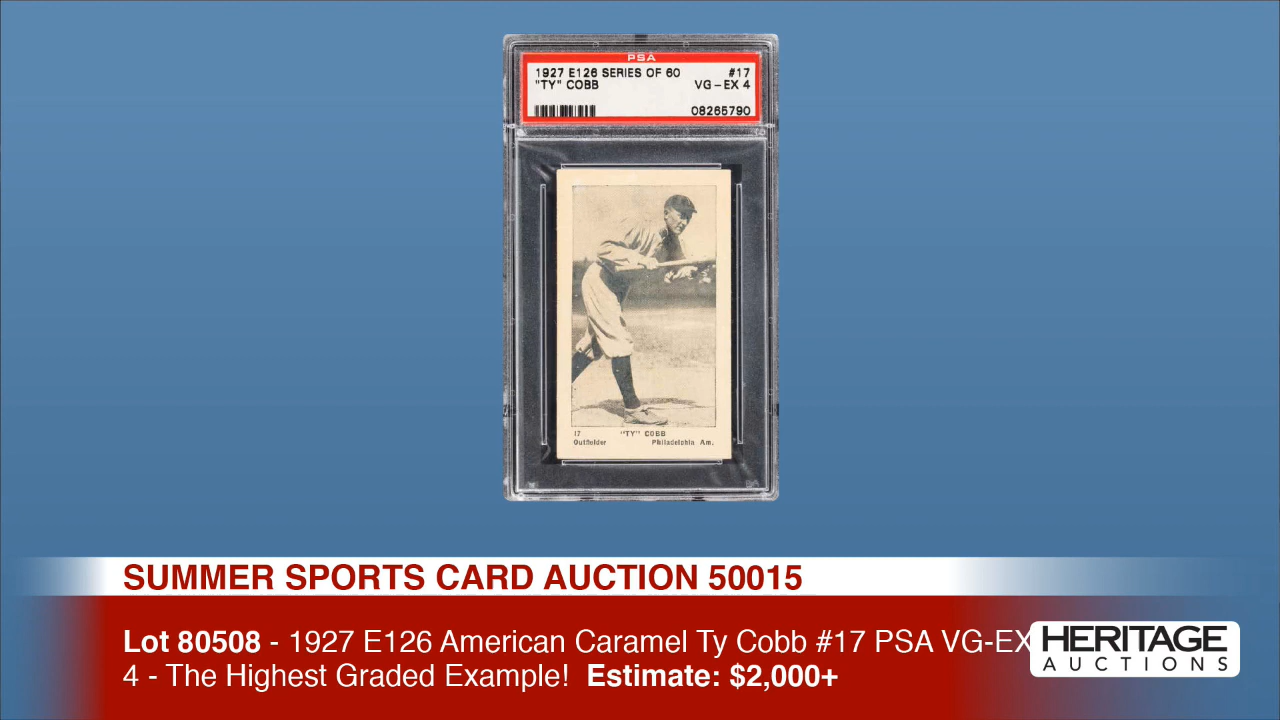 PSA
1927 E126 SERIES OF 60 #17
"TY" COBB VG-EX 4
08265790
17 "TY" COBB
Outfielder Philadelphia Am.
SUMMER SPORTS CARD AUCTION 50015
Lot 80508 - 1927 E126 American Caramel Ty Cobb #17 PSA VG-EX
4 - The Highest Graded Example! Estimate: $2,000+
HERITAGE
AUCTIONS